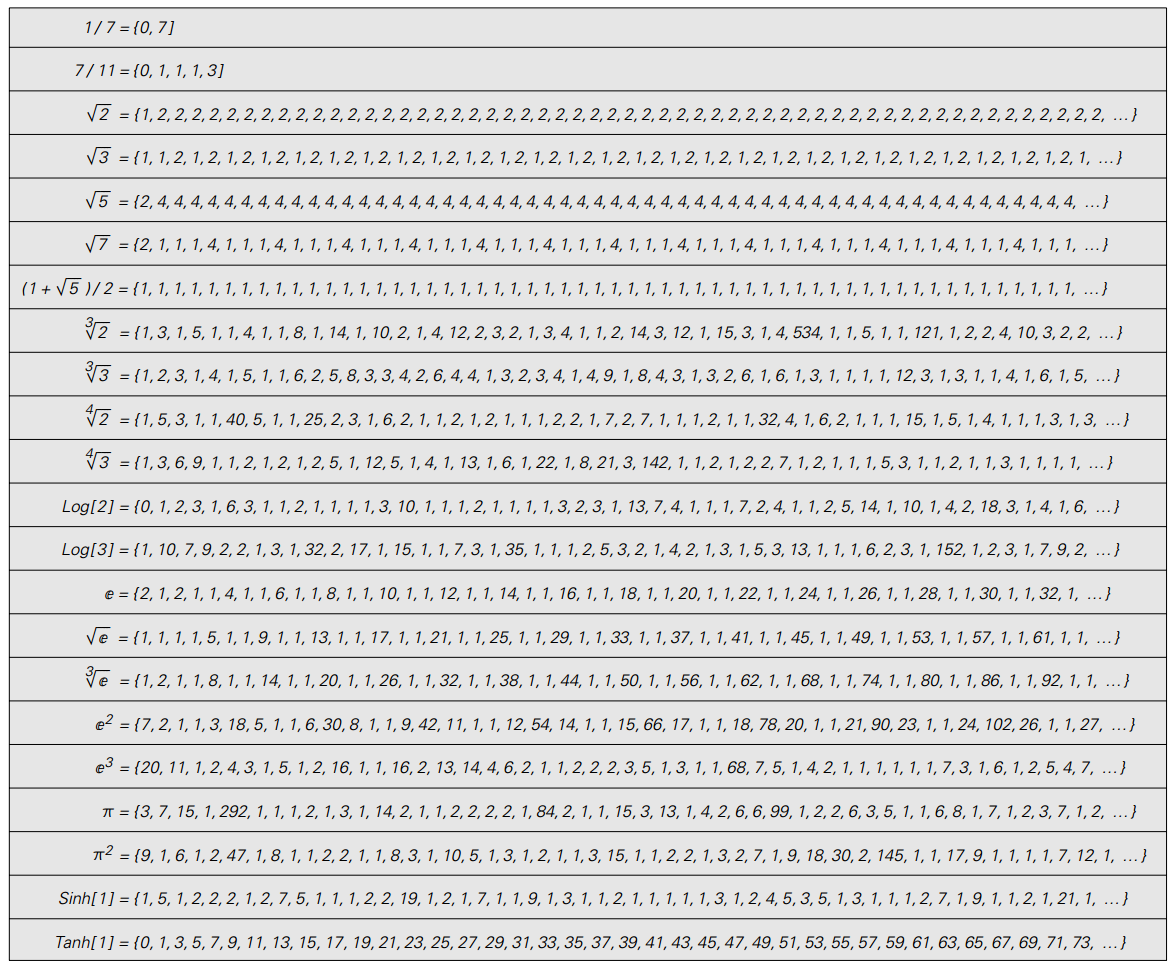 1 / 7 = {0, 7}
7 / 11 = {0, 1, 1, 1, 3}
√2 = {1, 2, 2, 2, 2, 2, 2, 2, 2, 2, 2, 2, 2, 2, 2, 2, 2, 2, 2, 2, 2, 2, 2, 2, 2, 2, 2, 2, 2, 2, 2, 2, 2, 2, 2, 2, 2, 2, 2, 2, 2, 2, 2, 2, 2, 2, 2, 2, 2, 2, 2, 2, 2, 2, 2, 2, …}
√3 = {1, 1, 2, 1, 2, 1, 2, 1, 2, 1, 2, 1, 2, 1, 2, 1, 2, 1, 2, 1, 2, 1, 2, 1, 2, 1, 2, 1, 2, 1, 2, 1, 2, 1, 2, 1, 2, 1, 2, 1, 2, 1, 2, 1, 2, 1, 2, 1, 2, 1, 2, 1, 2, 1, 2, 1, …}
√5 = {2, 4, 4, 4, 4, 4, 4, 4, 4, 4, 4, 4, 4, 4, 4, 4, 4, 4, 4, 4, 4, 4, 4, 4, 4, 4, 4, 4, 4, 4, 4, 4, 4, 4, 4, 4, 4, 4, 4, 4, 4, 4, 4, 4, 4, 4, 4, 4, 4, 4, 4, 4, 4, 4, 4, 4, …}
√7 = {2, 1, 1, 1, 4, 1, 1, 1, 4, 1, 1, 1, 4, 1, 1, 1, 4, 1, 1, 1, 4, 1, 1, 1, 4, 1, 1, 1, 4, 1, 1, 1, 4, 1, 1, 1, 4, 1, 1, 1, 4, 1, 1, 1, 4, 1, 1, 1, 4, 1, 1, 1, 4, 1, 1, 1, …}
(1 + √5) / 2 = {1, 1, 1, 1, 1, 1, 1, 1, 1, 1, 1, 1, 1, 1, 1, 1, 1, 1, 1, 1, 1, 1, 1, 1, 1, 1, 1, 1, 1, 1, 1, 1, 1, 1, 1, 1, 1, 1, 1, 1, 1, 1, 1, 1, 1, 1, 1, 1, 1, 1, 1, 1, 1, 1, 1, 1, …}
∛2 = {1, 3, 1, 5, 1, 1, 4, 1, 1, 8, 1, 14, 1, 10, 2, 1, 4, 12, 2, 3, 2, 1, 3, 4, 1, 1, 2, 14, 3, 12, 1, 15, 3, 1, 4, 534, 1, 1, 5, 1, 1, 121, 1, 2, 2, 4, 10, 3, 2, 2, …}
∛3 = {1, 2, 3, 1, 4, 1, 5, 1, 1, 6, 2, 5, 8, 3, 3, 4, 2, 6, 4, 4, 1, 3, 2, 3, 4, 1, 4, 9, 1, 8, 4, 3, 1, 3, 2, 6, 1, 6, 1, 3, 1, 1, 1, 1, 12, 3, 1, 3, 1, 1, 4, 1, 6, 1, 5, …}
∜2 = {1, 5, 3, 1, 1, 40, 5, 1, 1, 25, 2, 3, 1, 6, 2, 1, 1, 2, 1, 2, 1, 1, 1, 2, 2, 1, 7, 2, 7, 1, 1, 1, 2, 1, 1, 32, 4, 1, 6, 2, 1, 1, 1, 15, 1, 5, 1, 4, 1, 1, 1, 3, 1, 3, …}
∜3 = {1, 3, 6, 9, 1, 1, 2, 1, 2, 1, 2, 5, 1, 12, 5, 1, 4, 1, 13, 1, 6, 1, 22, 1, 8, 21, 3, 142, 1, 1, 2, 1, 2, 2, 7, 1, 2, 1, 1, 1, 5, 3, 1, 1, 2, 1, 1, 3, 1, 1, 1, 1, …}
Log[2] = {0, 1, 2, 3, 1, 6, 3, 1, 1, 2, 1, 1, 1, 1, 3, 10, 1, 1, 1, 2, 1, 1, 1, 1, 3, 2, 3, 1, 13, 7, 4, 1, 1, 1, 7, 2, 4, 1, 1, 2, 5, 14, 1, 10, 1, 4, 2, 18, 3, 1, 4, 1, 6, …}
Log[3] = {1, 10, 7, 9, 2, 2, 1, 3, 1, 32, 2, 17, 1, 15, 1, 1, 7, 3, 1, 35, 1, 1, 1, 2, 5, 3, 2, 1, 4, 2, 1, 3, 1, 5, 3, 13, 1, 1, 1, 6, 2, 3, 1, 152, 1, 2, 3, 1, 7, 9, 2, …}
ⅇ = {2, 1, 2, 1, 1, 4, 1, 1, 6, 1, 1, 8, 1, 1, 10, 1, 1, 12, 1, 1, 14, 1, 1, 16, 1, 1, 18, 1, 1, 20, 1, 1, 22, 1, 1, 24, 1, 1, 26, 1, 1, 28, 1, 1, 30, 1, 1, 32, 1, …}
√ⅇ = {1, 1, 1, 1, 5, 1, 1, 9, 1, 1, 13, 1, 1, 17, 1, 1, 21, 1, 1, 25, 1, 1, 29, 1, 1, 33, 1, 1, 37, 1, 1, 41, 1, 1, 45, 1, 1, 49, 1, 1, 53, 1, 1, 57, 1, 1, 61, 1, 1, …}
∛ⅇ = {1, 2, 1, 1, 8, 1, 1, 14, 1, 1, 20, 1, 1, 26, 1, 1, 32, 1, 1, 38, 1, 1, 44, 1, 1, 50, 1, 1, 56, 1, 1, 62, 1, 1, 68, 1, 1, 74, 1, 1, 80, 1, 1, 86, 1, 1, 92, 1, 1, …}
ⅇ² = {7, 2, 1, 1, 3, 18, 5, 1, 1, 6, 30, 8, 1, 1, 9, 42, 11, 1, 1, 12, 54, 14, 1, 1, 15, 66, 17, 1, 1, 18, 78, 20, 1, 1, 21, 90, 23, 1, 1, 24, 102, 26, 1, 1, 27, …}
ⅇ³ = {20, 11, 1, 2, 4, 3, 1, 5, 1, 2, 16, 1, 1, 16, 2, 13, 14, 4, 6, 2, 1, 1, 2, 2, 2, 3, 5, 1, 3, 1, 1, 68, 7, 5, 1, 4, 2, 1, 1, 1, 1, 1, 1, 7, 3, 1, 6, 1, 2, 5, 4, 7, …}
π = {3, 7, 15, 1, 292, 1, 1, 1, 2, 1, 3, 1, 14, 2, 1, 1, 2, 2, 2, 2, 1, 84, 2, 1, 1, 15, 3, 13, 1, 4, 2, 6, 6, 99, 1, 2, 2, 6, 3, 5, 1, 1, 6, 8, 1, 7, 1, 2, 3, 7, 1, 2, …}
π² = {9, 1, 6, 1, 2, 47, 1, 8, 1, 1, 2, 2, 1, 1, 8, 3, 1, 10, 5, 1, 3, 1, 2, 1, 1, 3, 15, 1, 1, 2, 2, 1, 3, 2, 7, 1, 9, 18, 30, 2, 145, 1, 1, 17, 9, 1, 1, 1, 1, 7, 12, 1, …}
Sinh[1] = {1, 5, 1, 2, 2, 2, 1, 2, 7, 5, 1, 1, 1, 2, 2, 19, 1, 2, 1, 7, 1, 1, 9, 1, 3, 1, 1, 2, 1, 1, 1, 1, 1, 3, 1, 2, 4, 5, 3, 5, 1, 3, 1, 1, 1, 2, 7, 1, 9, 1, 1, 2, 1, 21, 1, …}
Tanh[1] = {0, 1, 3, 5, 7, 9, 11, 13, 15, 17, 19, 21, 23, 25, 27, 29, 31, 33, 35, 37, 39, 41, 43, 45, 47, 49, 51, 53, 55, 57, 59, 61, 63, 65, 67, 69, 71, 73, …}